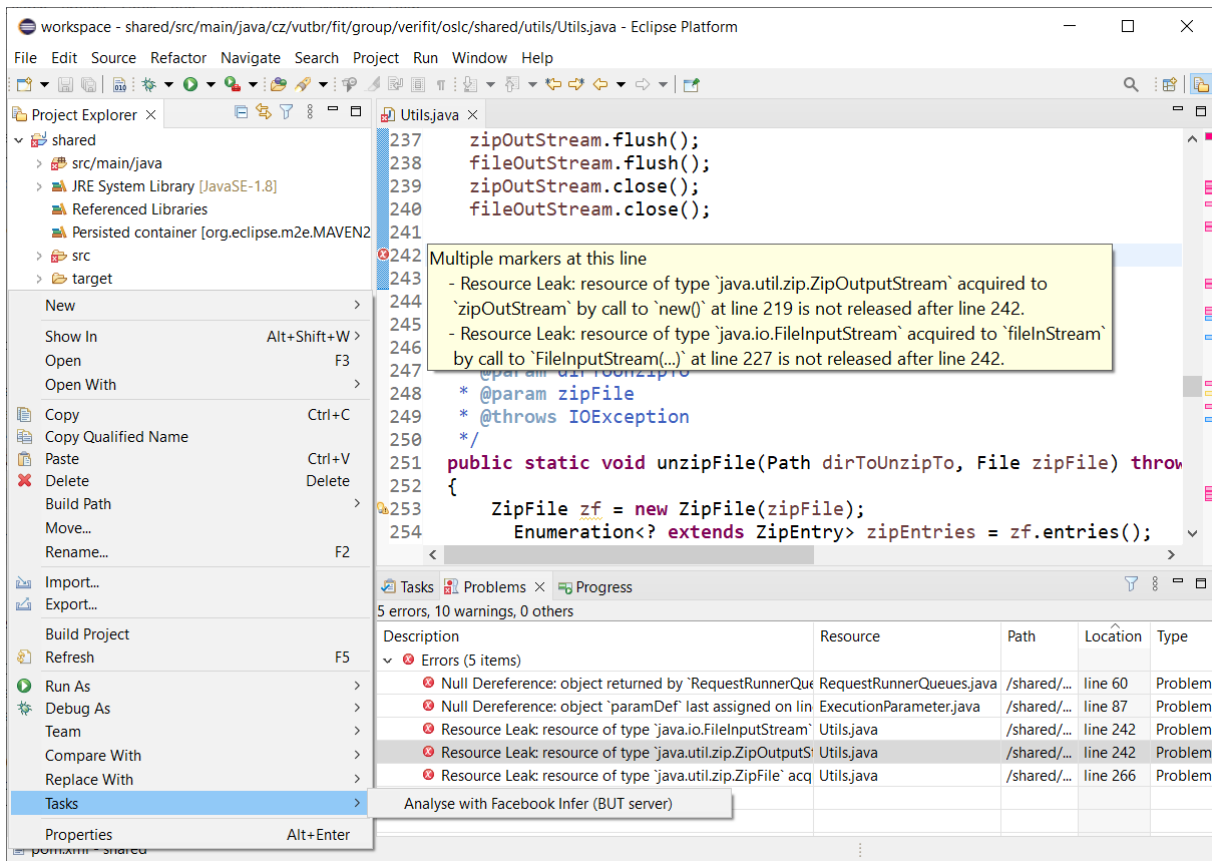 workspace - shared/src/main/java/cz/vutbr/fit/group/verifit/oslc/shared/utils/Utils.java - Eclipse Platform
File Edit Source Refactor Navigate Search Project Run Window Help
Project Explorer
shared
src/main/java
JRE System Library [JavaSE-1.8]
Referenced Libraries
Persisted container [org.eclipse.m2e.MAVEN2
src
target
New
Show In Alt+Shift+W
Open F3
Open With
Copy Ctrl+C
Copy Qualified Name
Paste Ctrl+V
Delete Delete
Build Path
Move...
Rename... F2
Import...
Export...
Build Project
Refresh F5
Run As
Debug As
Team
Compare With
Replace With
Tasks
Analyse with Facebook Infer (BUT server)
Properties Alt+Enter
pom.xml - shared
Utils.java
237 zipOutStream.flush();
238 fileOutStream.flush();
239 zipOutStream.close();
240 fileOutStream.close();
241
242
243
244
245
246
Multiple markers at this line
- Resource Leak: resource of type `java.util.zip.ZipOutputStream` acquired to
`zipOutStream` by call to `new()` at line 219 is not released after line 242.
- Resource Leak: resource of type `java.io.FileInputStream` acquired to `fileInStream`
by call to `FileInputStream(...)` at line 227 is not released after line 242.
247 * @param dirToUnzipTo
248 * @param zipFile
249 * @throws IOException
250 */
251 public static void unzipFile(Path dirToUnzipTo, File zipFile) throw
252 {
253 ZipFile zf = new ZipFile(zipFile);
254 Enumeration<? extends ZipEntry> zipEntries = zf.entries();
Tasks Problems Progress
5 errors, 10 warnings, 0 others
Description Resource Path Location Type
Errors (5 items)
Null Dereference: object returned by `RequestRunnerQue RequestRunnerQueues.java /shared/... line 60 Problem
Null Dereference: object `paramDef` last assigned on lin ExecutionParameter.java /shared/... line 87 Problem
Resource Leak: resource of type `java.io.FileInputStream` Utils.java /shared/... line 242 Problem
Resource Leak: resource of type `java.util.zip.ZipOutputSt Utils.java /shared/... line 242 Problem
Resource Leak: resource of type `java.util.zip.ZipFile` acq Utils.java /shared/... line 266 Problem